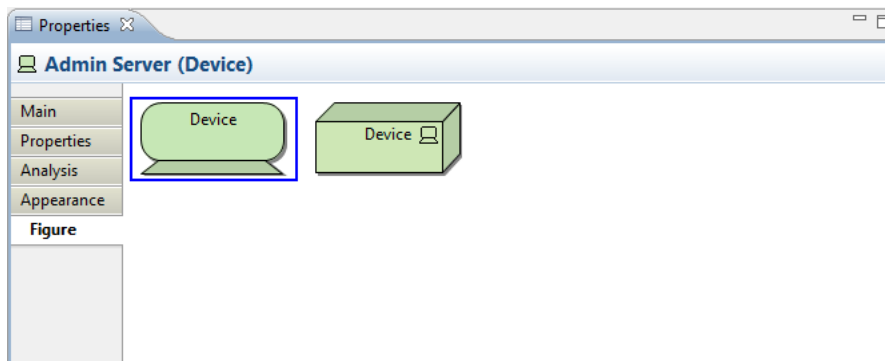 Properties
Admin Server (Device)
Main
Properties
Analysis
Appearance
Figure
Device
Device